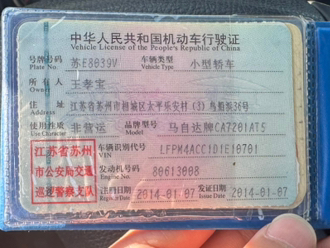 中华人民共和国机动车行驶证
Vehicle License of the People's Republic of China
号牌号码 Plate No. 苏E8039V 车辆类型 Vehicle Type 小型轿车
所有人 Owner 王孝宝
住址 Address 江苏省苏州市相城区太平乐安村(3)鸟船浜36号
使用性质 Use Character 非营运 品牌型号 Model 马自达牌CA7201AT5
江苏省苏州市公安局交通巡逻警察支队
车辆识别代号 VIN LFPM4ACC1D1E10701
发动机号码 Engine No. 80613088
注册日期 Register Date 2014-01-07 发证日期 Issue Date 2014-01-07